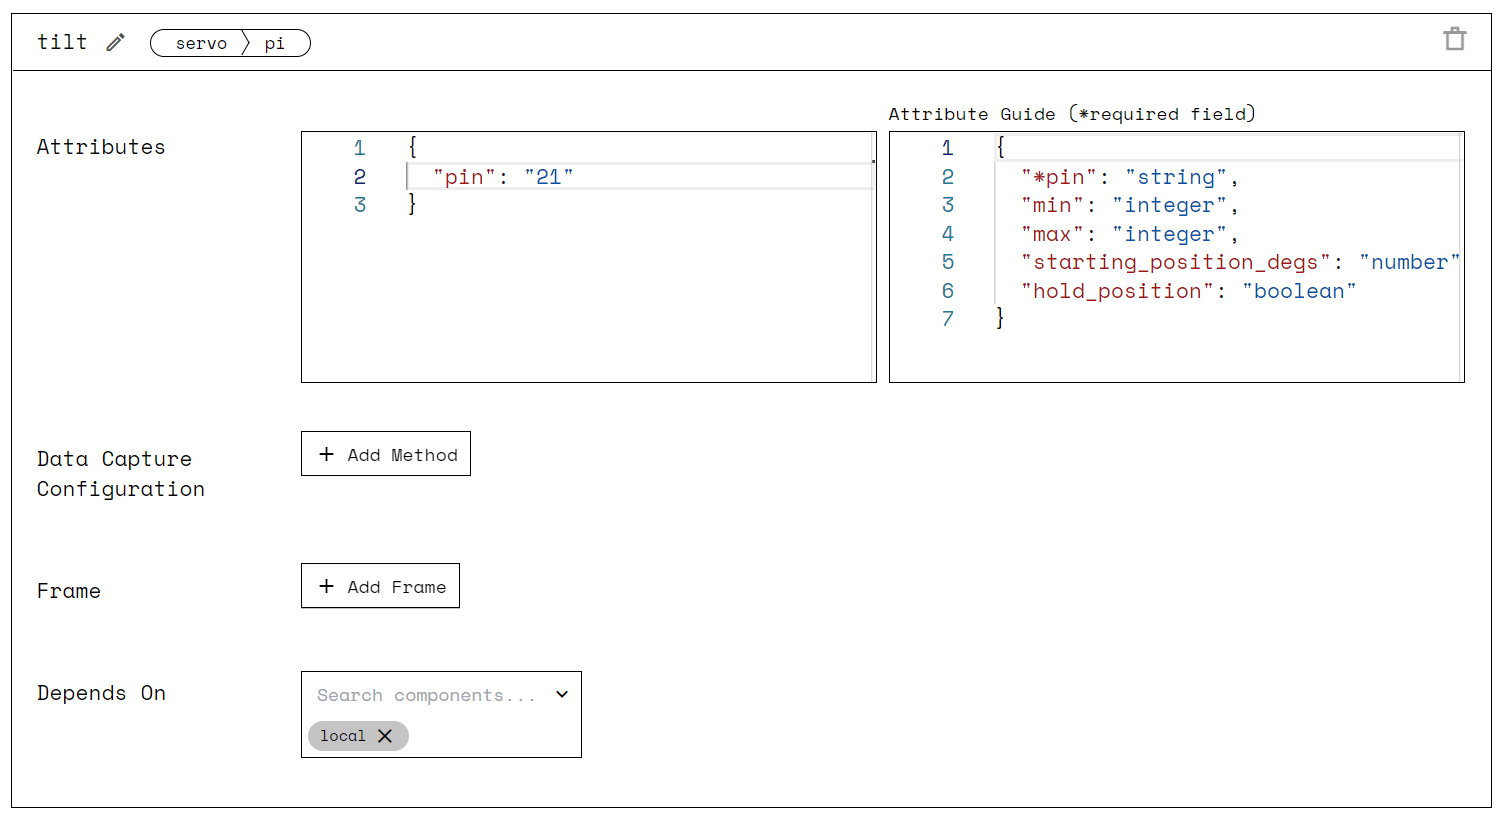 tilt servo pi
Attribute Guide (*required field)
Attributes
1 {
2 "pin": "21"
3 }
1 {
2 "*pin": "string",
3 "min": "integer",
4 "max": "integer",
5 "starting_position_degs": "number"
6 "hold_position": "boolean"
7 }
Data Capture
Configuration
+ Add Method
Frame
+ Add Frame
Depends On
Search components...
local